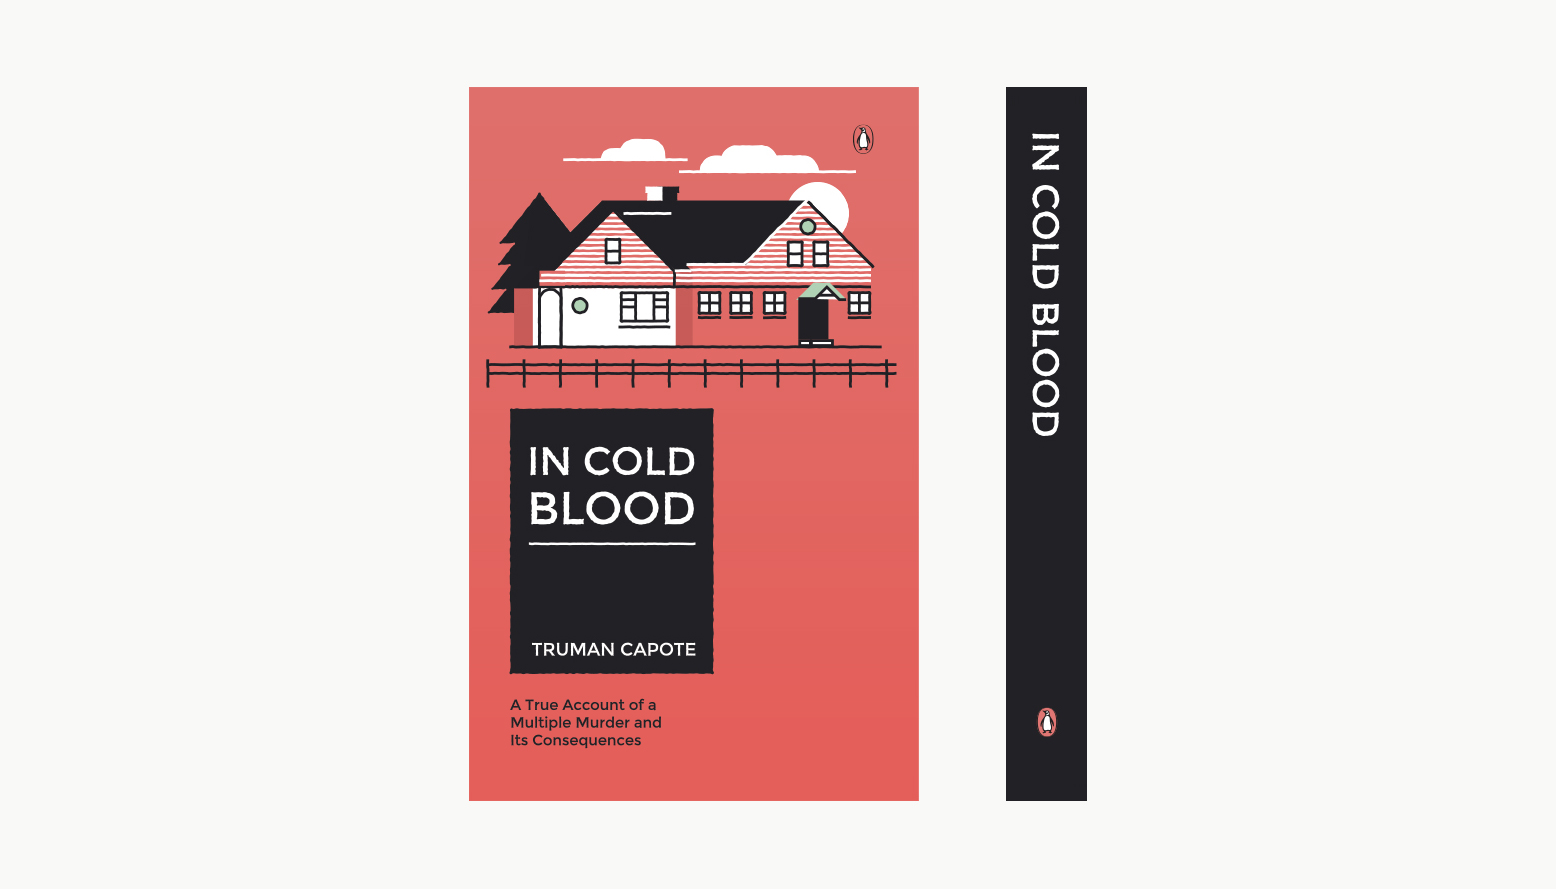 IN COLD
BLOOD
TRUMAN CAPOTE
A True Account of a
Multiple Murder and
Its Consequences
IN COLD BLOOD